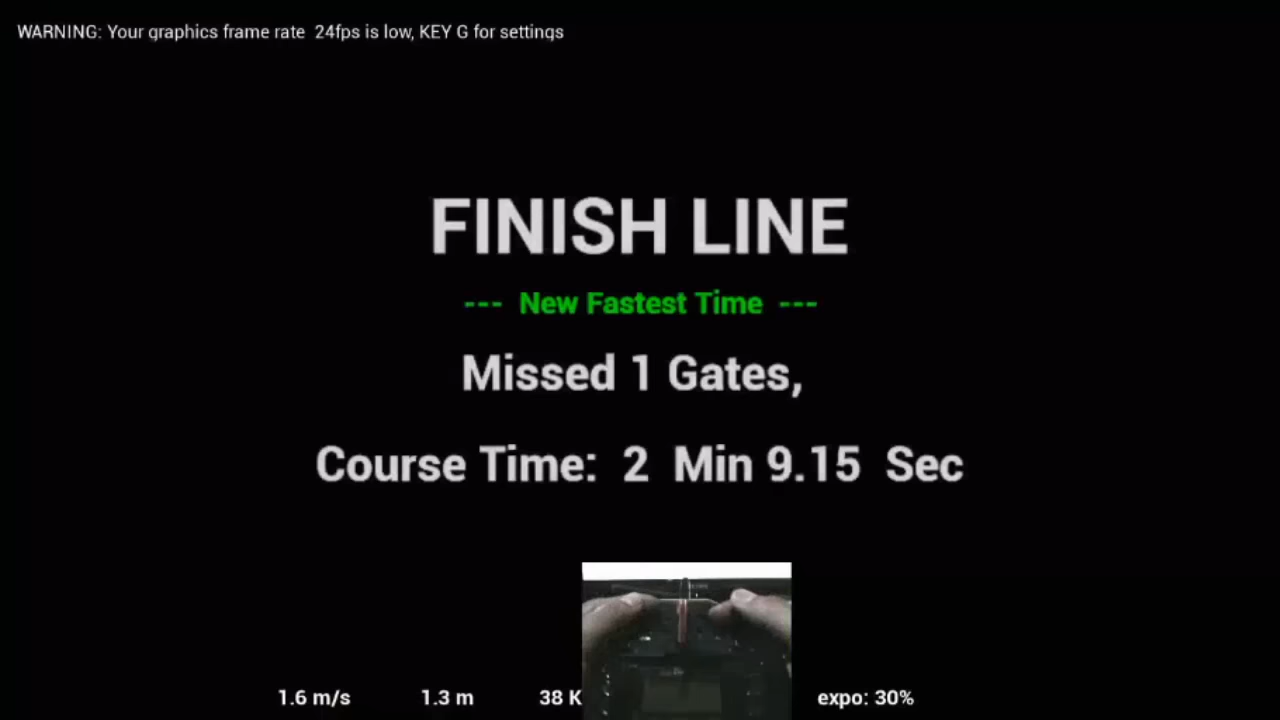 WARNING: Your graphics frame rate 24fps is low, KEY G for settings
FINISH LINE
--- New Fastest Time ---
Missed 1 Gates,
Course Time: 2 Min 9.15 Sec
1.6 m/s 1.3 m 38 K expo: 30%